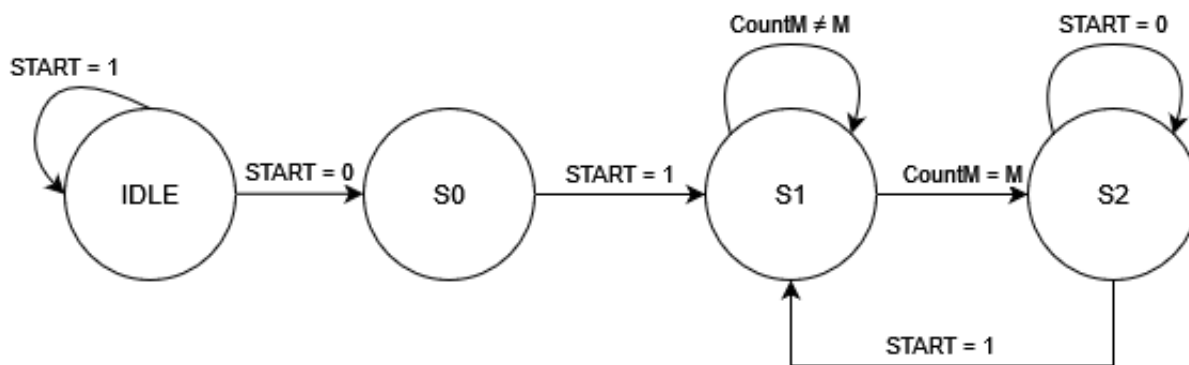 CountM ≠ M
START = 0
START = 1
IDLE
START = 0
S0
START = 1
S1
CountM = M
S2
START = 1